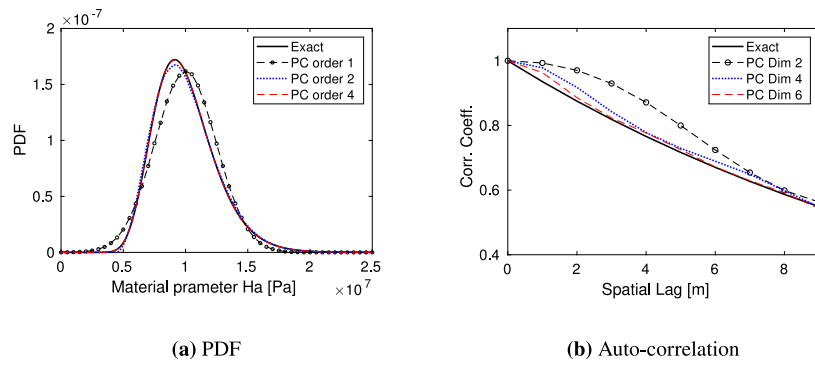 ×10⁻⁷
2
1.5
1
0.5
0
PDF
Exact
PC order 1
PC order 2
PC order 4
0 0.5 1 1.5 2 2.5
Material prameter Ha [Pa]
×10⁷
(a) PDF
1
0.8
0.6
0.4
Corr. Coeff.
Exact
PC Dim 2
PC Dim 4
PC Dim 6
0 2 4 6 8
Spatial Lag [m]
(b) Auto-correlation